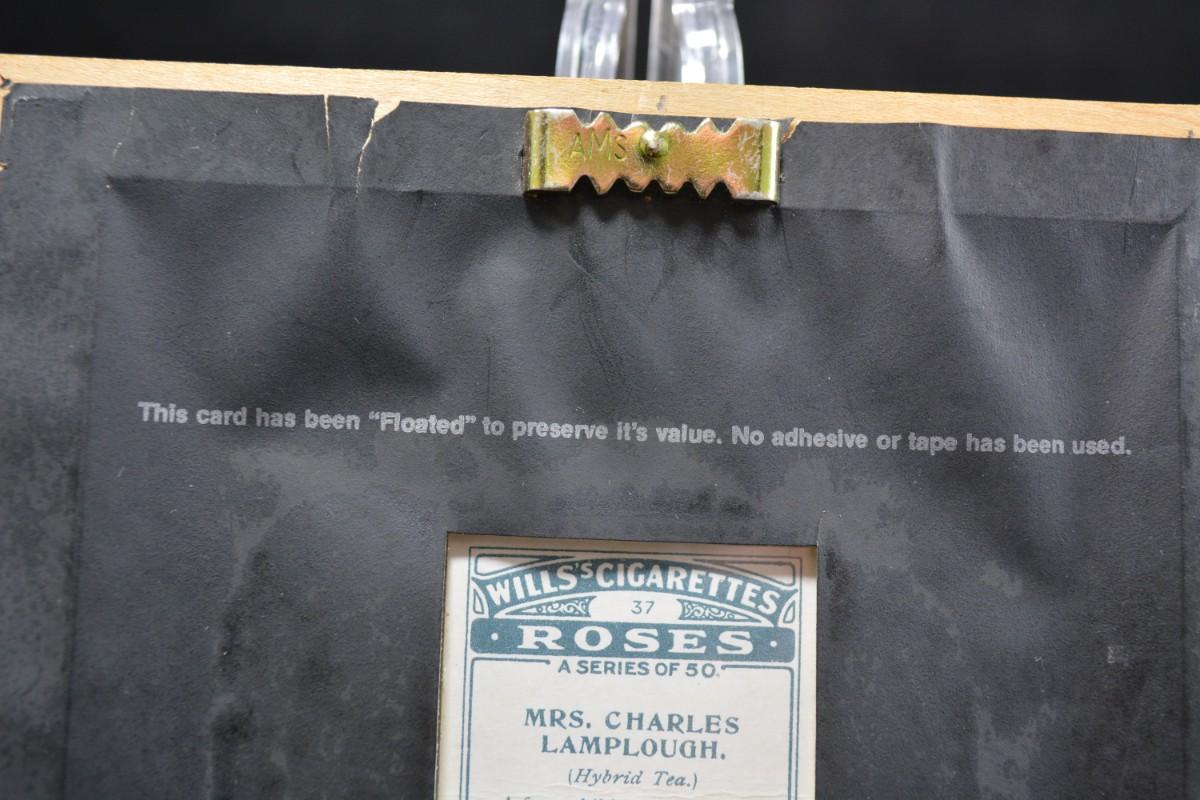 AMS
This card has been “Floated” to preserve it’s value. No adhesive or tape has been used.
WILLS'S CIGARETTES
37
·ROSES·
A SERIES OF 50.
MRS. CHARLES
LAMPLOUGH.
(Hybrid Tea.)